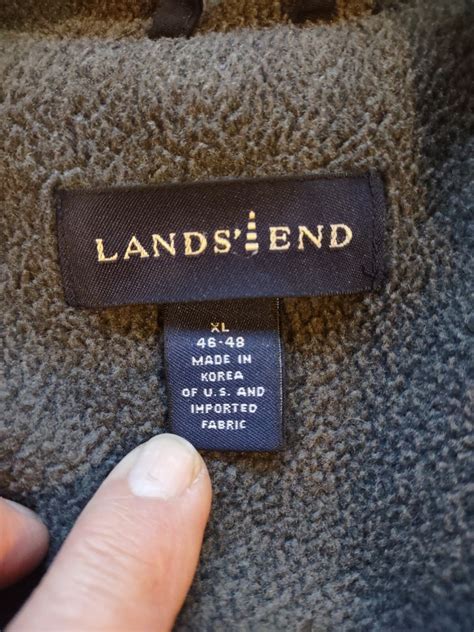 LANDS' END
XL
46-48
MADE IN
KOREA
OF U.S. AND
IMPORTED
FABRIC